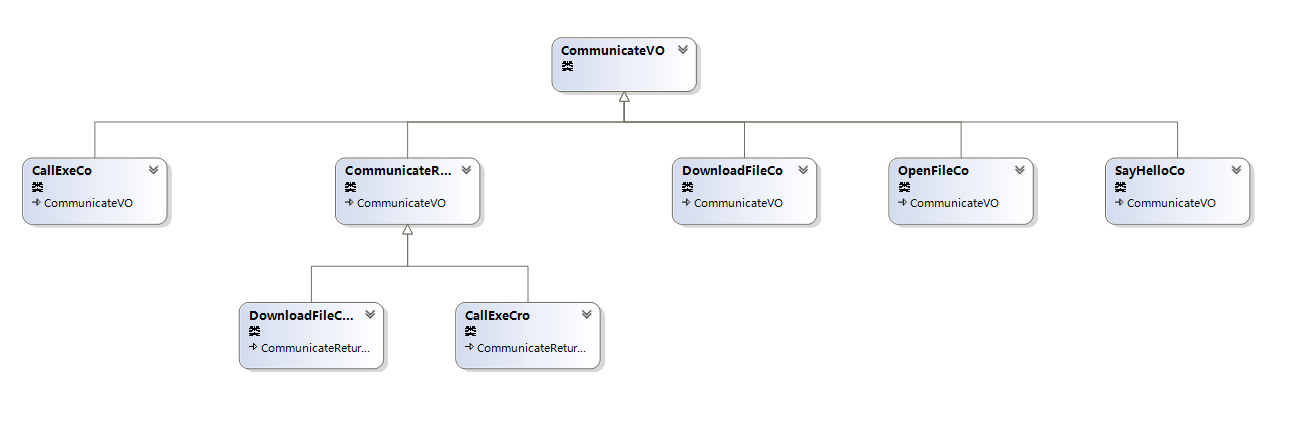 CommunicateVO
CallExeCo
CommunicateVO
CommunicateR...
CommunicateVO
DownloadFileCo
CommunicateVO
OpenFileCo
CommunicateVO
SayHelloCo
CommunicateVO
DownloadFileC...
CommunicateRetur...
CallExeCro
CommunicateRetur...